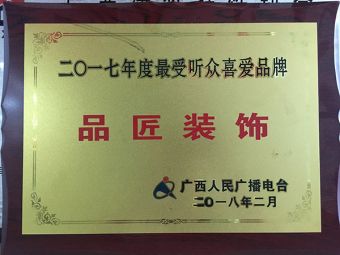 二〇一七年度最受听众喜爱品牌
品匠装饰
广西人民广播电台
二〇一八年二月